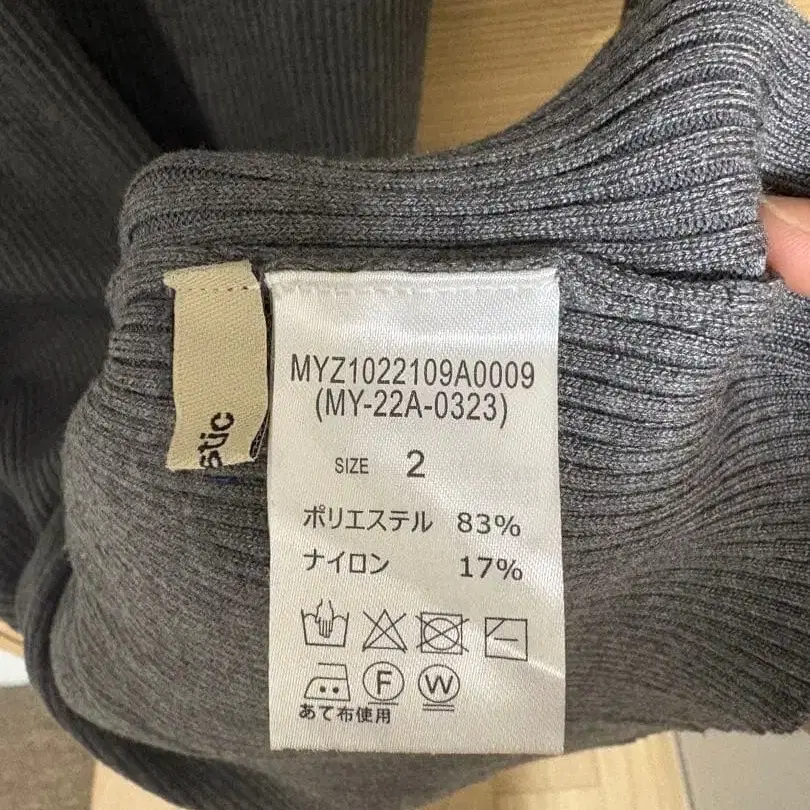 stic
MYZ1022109A0009
(MY-22A-0323)
SIZE 2
ポリエステル 83%
ナイロン 17%
F W
あて布使用